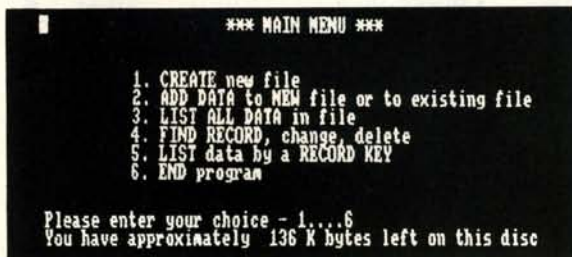 *** MAIN MENU ***
1. CREATE new file
2. ADD DATA to NEW file or to existing file
3. LIST ALL DATA in file
4. FIND RECORD, change, delete
5. LIST data by a RECORD KEY
6. END program
Please enter your choice - 1....6
You have approximately 136 K bytes left on this disc